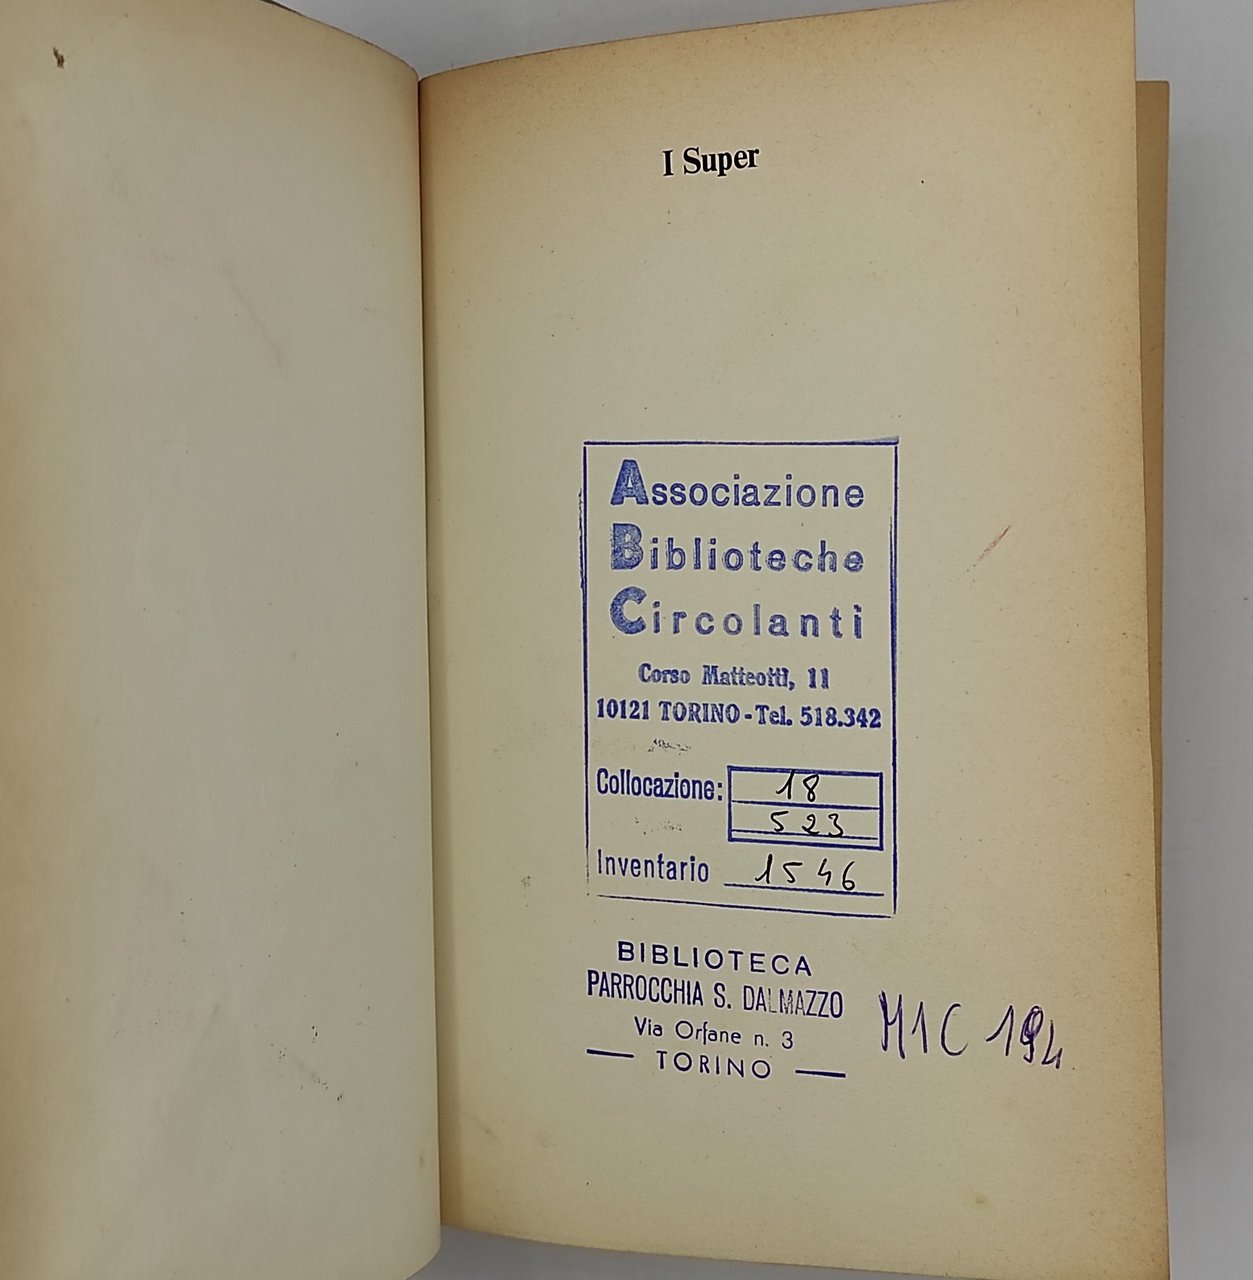 I Super
Associazione
Biblioteche
Circolanti
Corso Matteotti, 11
10121 TORINO - Tel. 518.342
Collocazione: 18
523
Inventario 1546
BIBLIOTECA
PARROCCHIA S. DALMAZZO
Via Orfane n. 3
— TORINO —
M1C 194